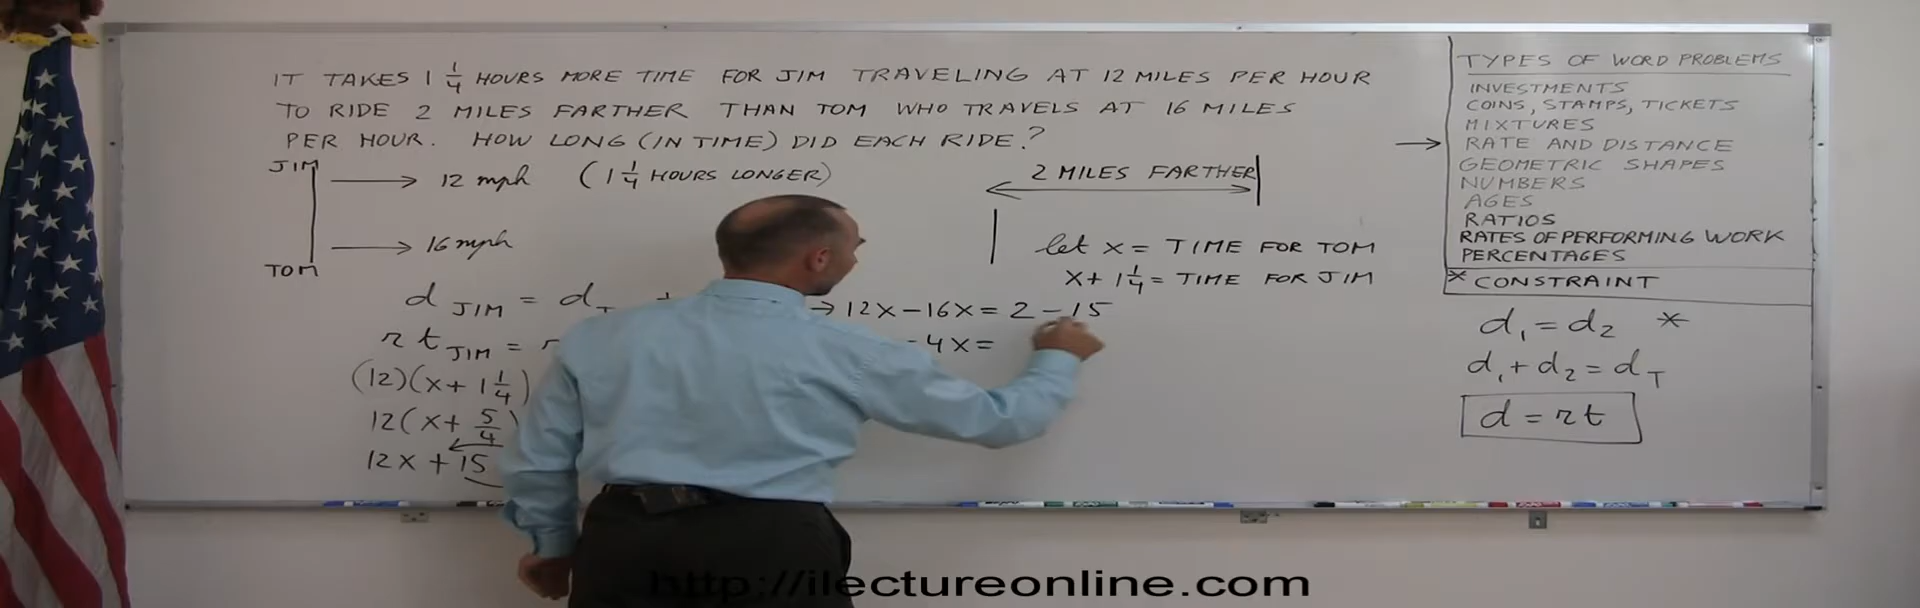 IT TAKES 1 1/4 HOURS MORE TIME FOR JIM TRAVELING AT 12 MILES PER HOUR
TO RIDE 2 MILES FARTHER THAN TOM WHO TRAVELS AT 16 MILES
PER HOUR. HOW LONG (IN TIME) DID EACH RIDE?
JIM → 12 mph (1 1/4 HOURS LONGER)
2 MILES FARTHER
TOM → 16 mph
let x = TIME FOR TOM
x + 1 1/4 = TIME FOR JIM
d JIM = d T
r t JIM = r
(12)(x + 1 1/4)
12(x + 5/4)
12x + 15
→ 12x - 16x = 2 - 15
- 4x =
TYPES OF WORD PROBLEMS
INVESTMENTS
COINS, STAMPS, TICKETS
MIXTURES
→ RATE AND DISTANCE
GEOMETRIC SHAPES
NUMBERS
AGES
RATIOS
RATES OF PERFORMING WORK
PERCENTAGES
* CONSTRAINT
d1 = d2 *
d1 + d2 = dT
d = rt
http://ilectureonline.com